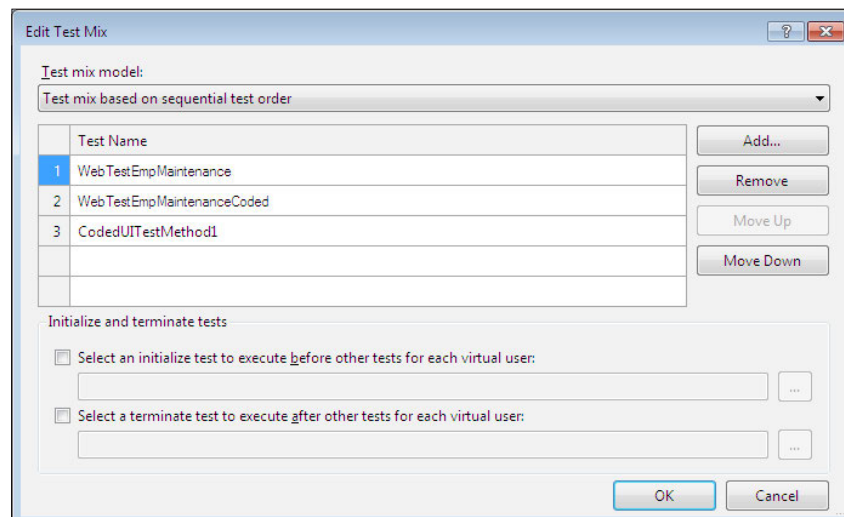 Edit Test Mix
Test mix model:
Test mix based on sequential test order
Test Name
Add...
1 WebTestEmpMaintenance
Remove
2 WebTestEmpMaintenanceCoded
Move Up
3 CodedUITestMethod1
Move Down
Initialize and terminate tests
Select an initialize test to execute before other tests for each virtual user:
...
Select a terminate test to execute after other tests for each virtual user:
...
OK Cancel